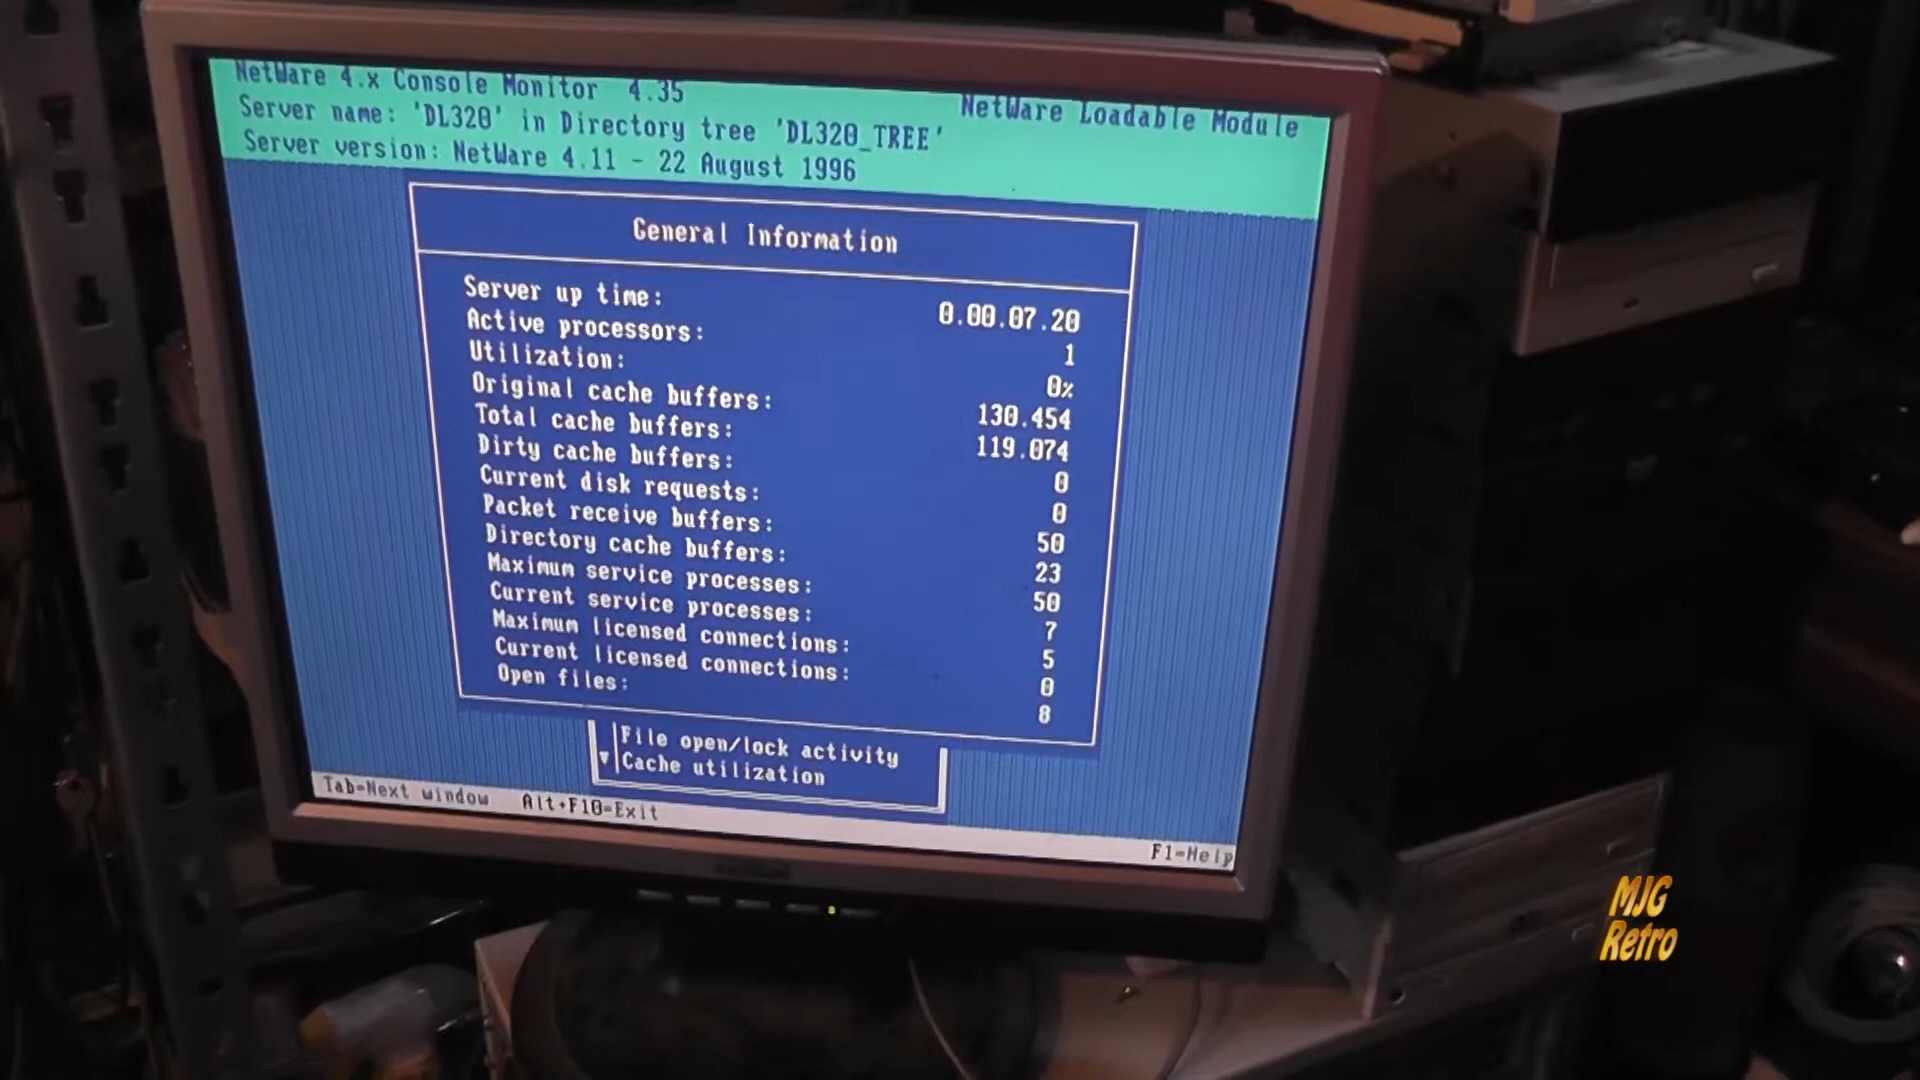 NetWare 4.x Console Monitor 4.35
NetWare Loadable Module
Server name: 'DL320' in Directory tree 'DL320_TREE'
Server version: NetWare 4.11 - 22 August 1996
General Information
Server up time: 0.00.07.20
Active processors: 1
Utilization: 0%
Original cache buffers: 130.454
Total cache buffers: 119.074
Dirty cache buffers: 0
Current disk requests: 0
Packet receive buffers: 50
Directory cache buffers: 23
Maximum service processes: 50
Current service processes: 7
Maximum licensed connections: 5
Current licensed connections: 0
Open files: 8
File open/lock activity
▼ Cache utilization
Tab=Next window Alt+F10=Exit F1=Help
MJG
Retro